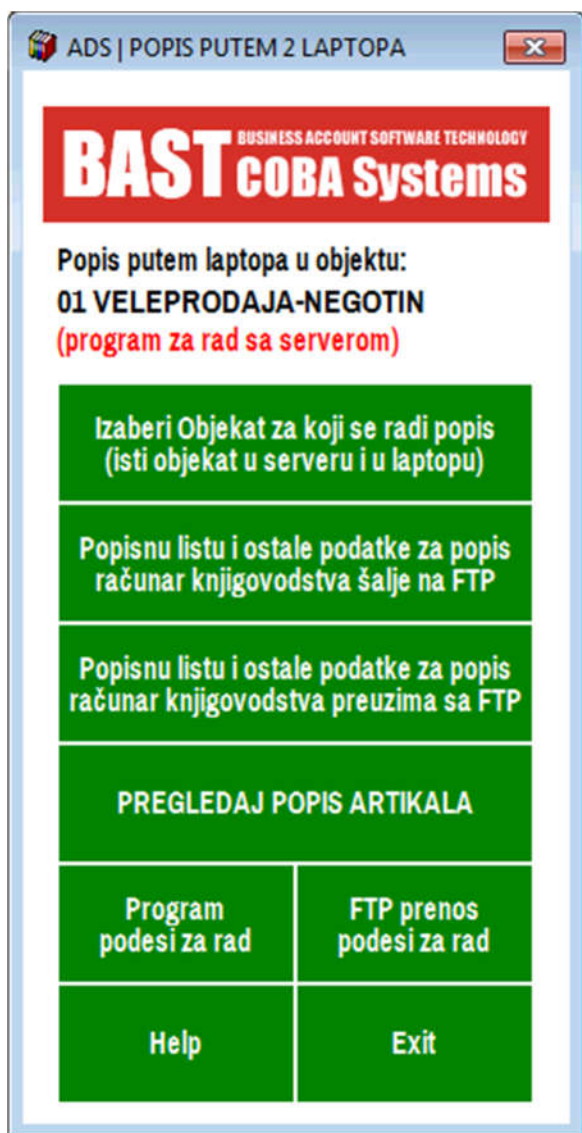 ADS | POPIS PUTEM 2 LAPTOPA
BAST BUSINESS ACCOUNT SOFTWARE TECHNOLOGY
COBA Systems
Popis putem laptopa u objektu:
01 VELEPRODAJA-NEGOTIN
(program za rad sa serverom)
Izaberi Objekat za koji se radi popis
(isti objekat u serveru i u laptopu)
Popisnu listu i ostale podatke za popis
računar knjigovodstva šalje na FTP
Popisnu listu i ostale podatke za popis
računar knjigovodstva preuzima sa FTP
PREGLEDAJ POPIS ARTIKALA
Program
podesi za rad
FTP prenos
podesi za rad
Help
Exit